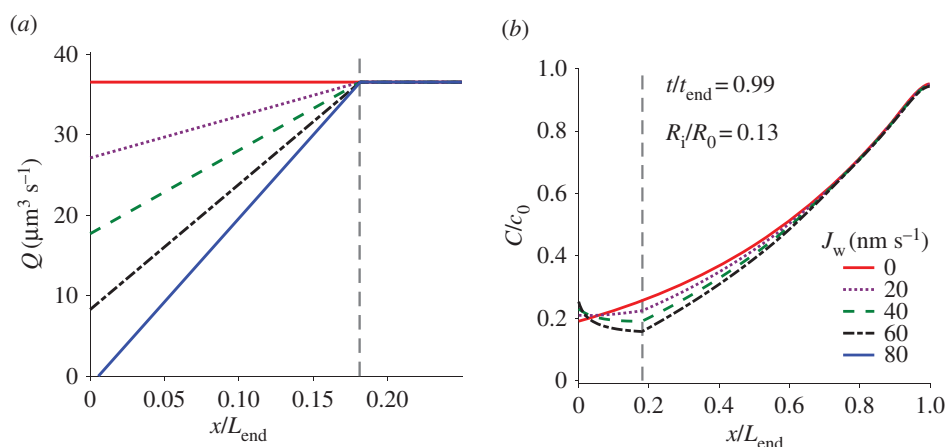 (a)
40
30
20
10
0
Q (µm³ s⁻¹)
0 0.05 0.10 0.15 0.20
x/L_end
(b)
1.0
0.8
0.6
0.4
0.2
0
C/c₀
t/t_end = 0.99
R_i/R₀ = 0.13
J_w (nm s⁻¹)
0
20
40
60
80
0 0.2 0.4 0.6 0.8 1.0
x/L_end